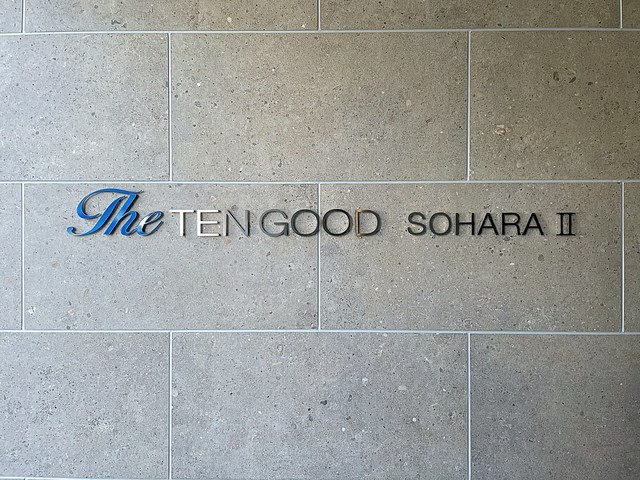 The TEN GOOD SOHARA II